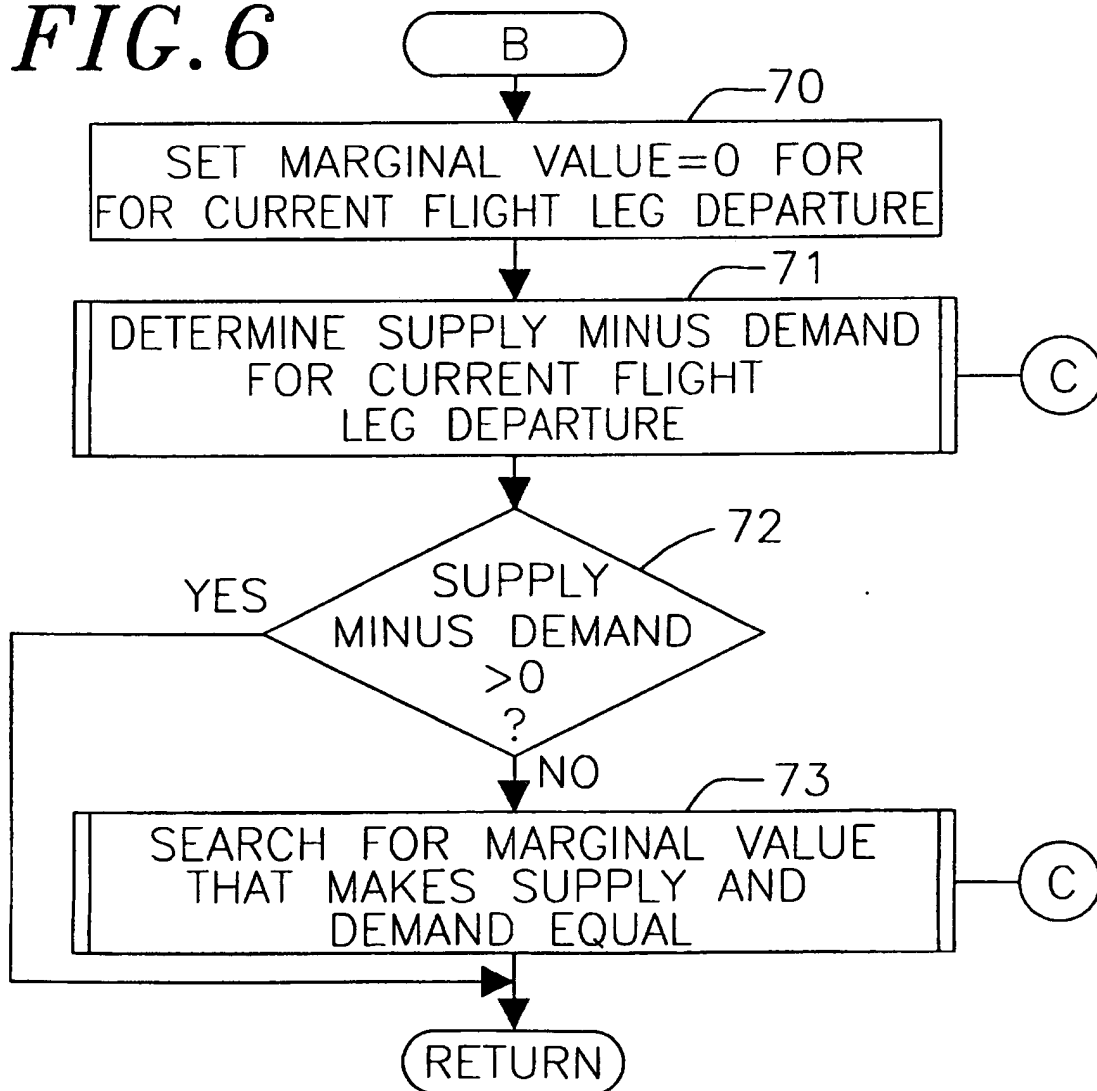 FIG. 6
B
70
SET MARGINAL VALUE=0 FOR
FOR CURRENT FLIGHT LEG DEPARTURE
71
DETERMINE SUPPLY MINUS DEMAND
FOR CURRENT FLIGHT
LEG DEPARTURE
C
72
YES
SUPPLY
MINUS DEMAND
>0
?
NO
73
SEARCH FOR MARGINAL VALUE
THAT MAKES SUPPLY AND
DEMAND EQUAL
C
RETURN